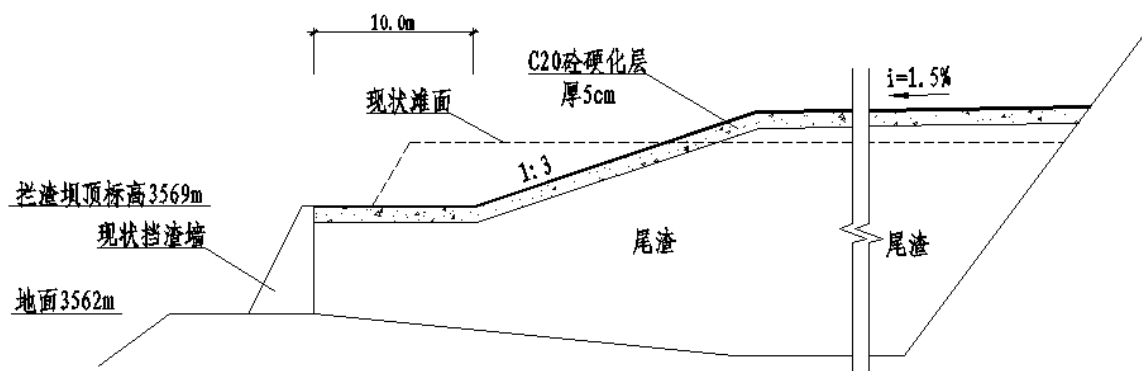 10.0m
C20砼硬化层
厚5cm
i=1.5%
现状滩面
1:3
拦渣坝顶标高3569m
现状挡渣墙
尾渣
尾渣
地面3562m